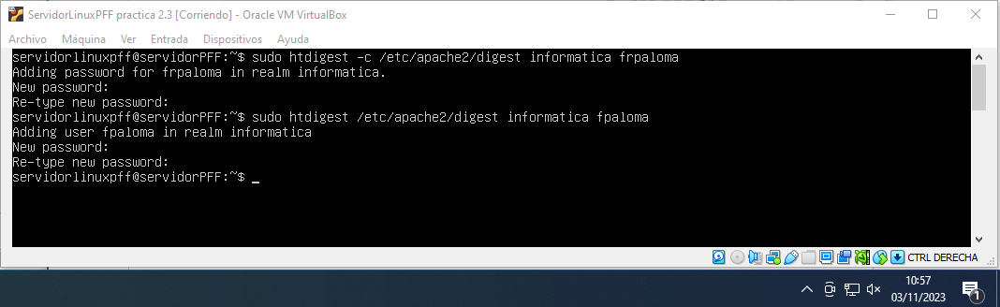 ServidorLinuxPFF practica 2.3 [Corriendo] - Oracle VM VirtualBox
Archivo Máquina Ver Entrada Dispositivos Ayuda
servidorlinuxpff@servidorPFF:~$ sudo htdigest -c /etc/apache2/digest informatica frpaloma
Adding password for frpaloma in realm informatica.
New password:
Re-type new password:
servidorlinuxpff@servidorPFF:~$ sudo htdigest /etc/apache2/digest informatica fpaloma
Adding user fpaloma in realm informatica
New password:
Re-type new password:
servidorlinuxpff@servidorPFF:~$ _
CTRL DERECHA
10:57
03/11/2023
1